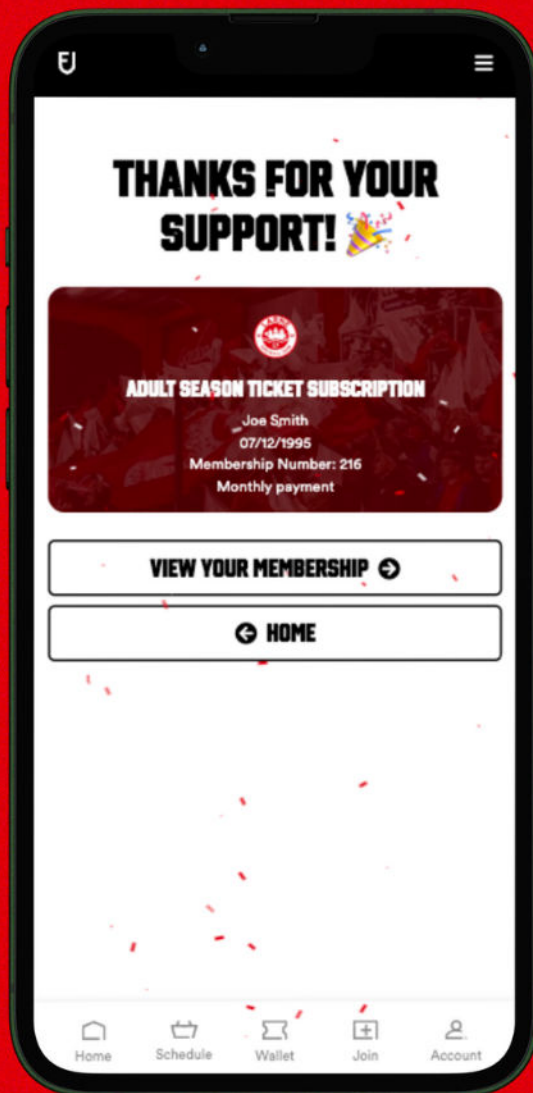 THANKS FOR YOUR
SUPPORT! 🎉
LARNE
ADULT SEASON TICKET SUBSCRIPTION
Joe Smith
07/12/1995
Membership Number: 216
Monthly payment
VIEW YOUR MEMBERSHIP
HOME
Home Schedule Wallet Join Account